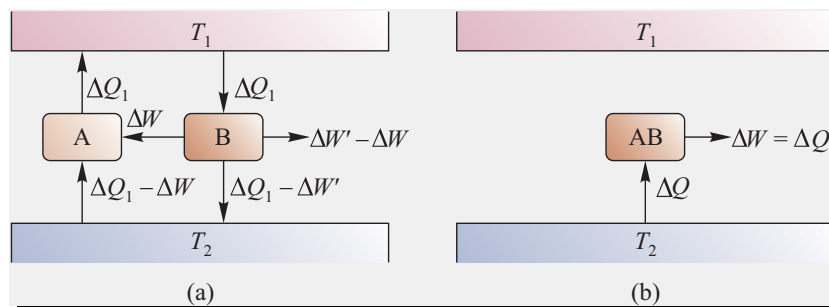 T₁ T₁
ΔQ₁ ΔQ₁
A ΔW B ΔW' – ΔW AB ΔW = ΔQ
ΔQ₁ – ΔW ΔQ₁ – ΔW' ΔQ
T₂ T₂
(a) (b)